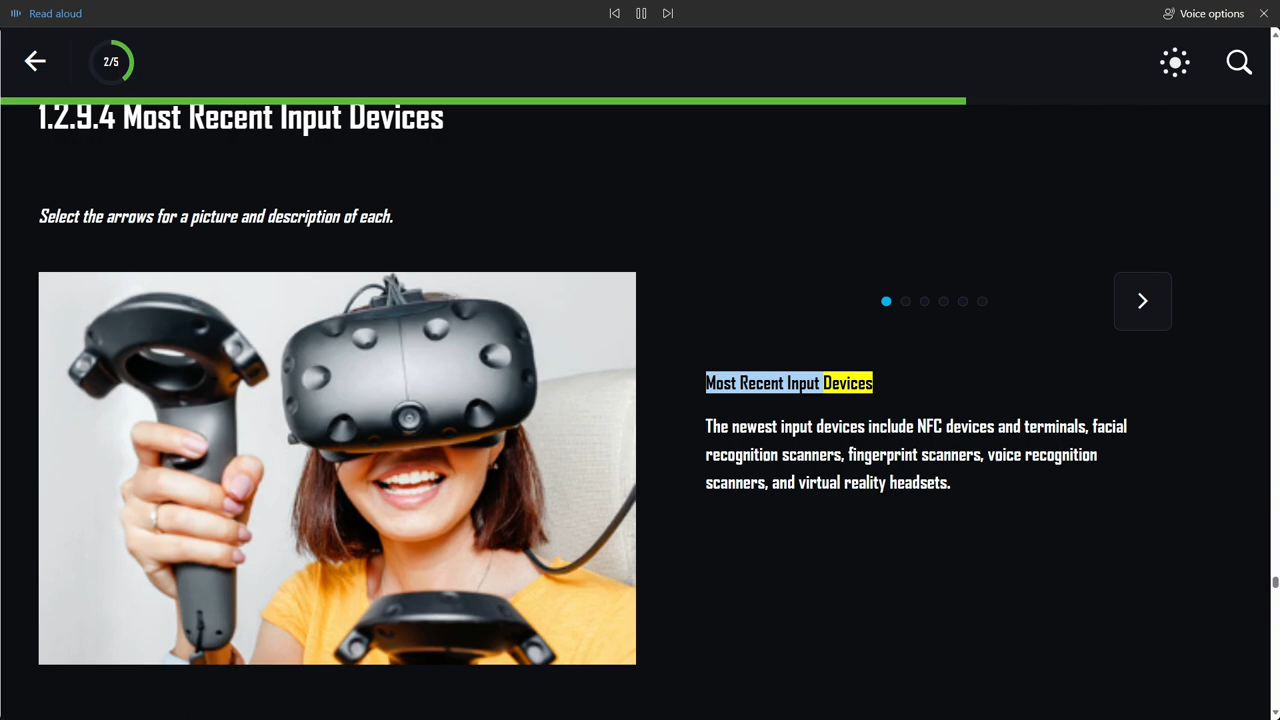 Read aloud
Voice options
2/5
1.2.9.4 Most Recent Input Devices
Select the arrows for a picture and description of each.
Most Recent Input Devices
The newest input devices include NFC devices and terminals, facial
recognition scanners, fingerprint scanners, voice recognition
scanners, and virtual reality headsets.